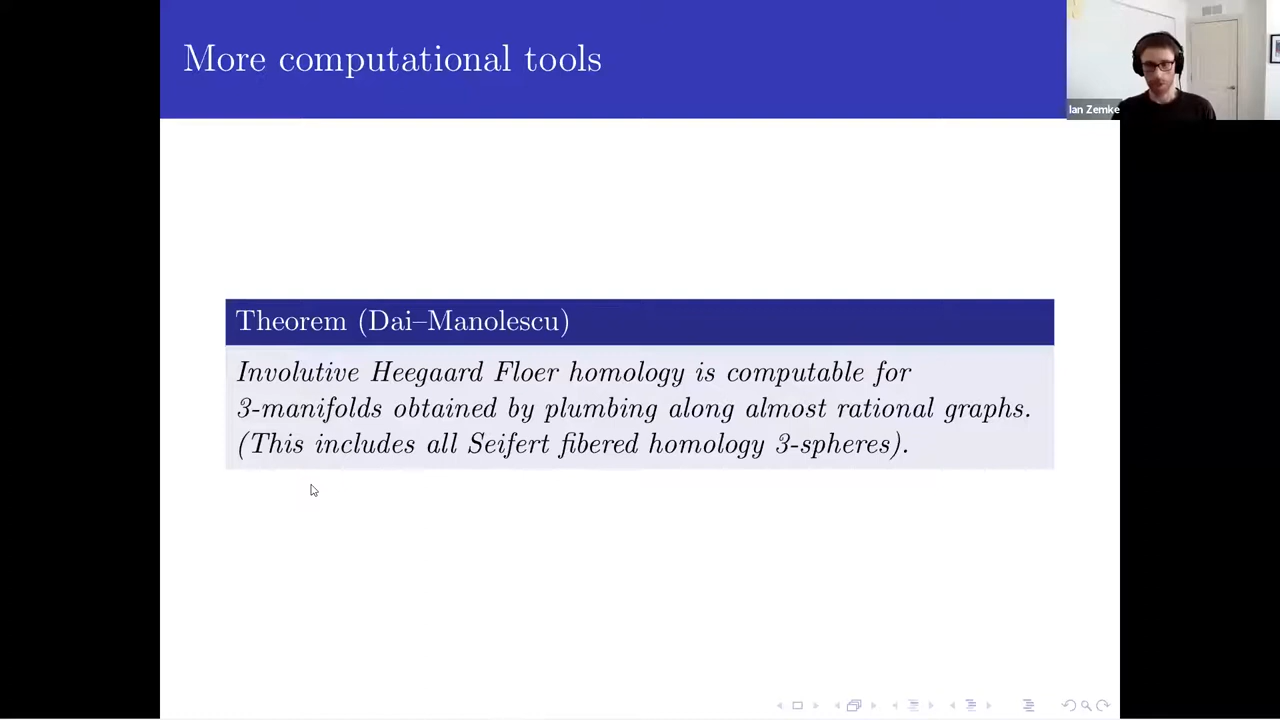 More computational tools
Ian Zemke
Theorem (Dai–Manolescu)
Involutive Heegaard Floer homology is computable for
3-manifolds obtained by plumbing along almost rational graphs.
(This includes all Seifert fibered homology 3-spheres).